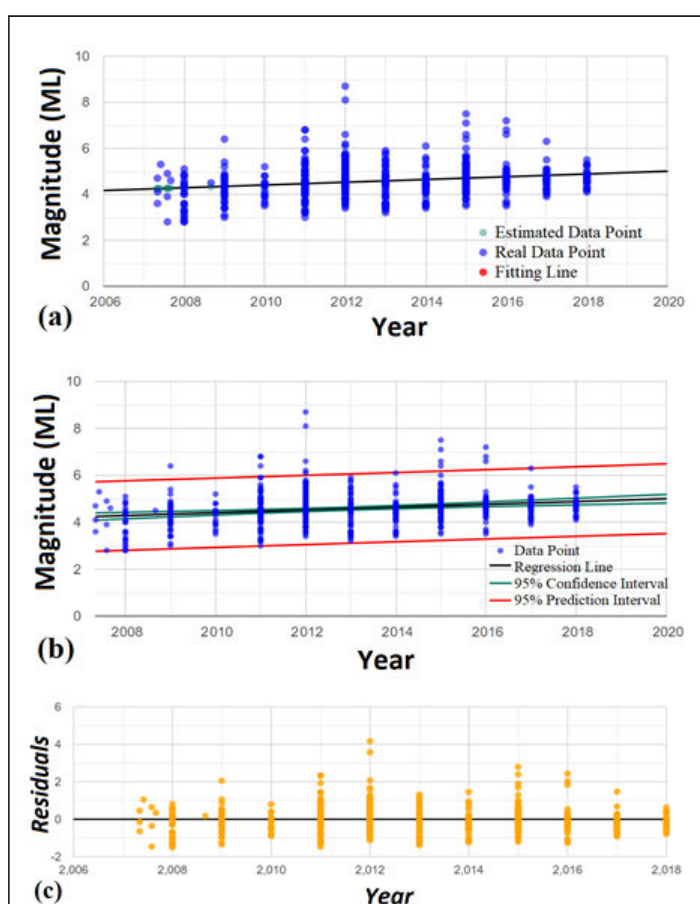 10
8
6
4
2
0
Magnitude (ML)
Estimated Data Point
Real Data Point
Fitting Line
2006 2008 2010 2012 2014 2016 2018 2020
(a)
Year
10
8
6
4
2
0
Magnitude (ML)
Data Point
Regression Line
95% Confidence Interval
95% Prediction Interval
2008 2010 2012 2014 2016 2018 2020
(b)
Year
6
4
2
0
-2
Residuals
2,006 2,008 2,010 2,012 2,014 2,016 2,018
(c)
Year